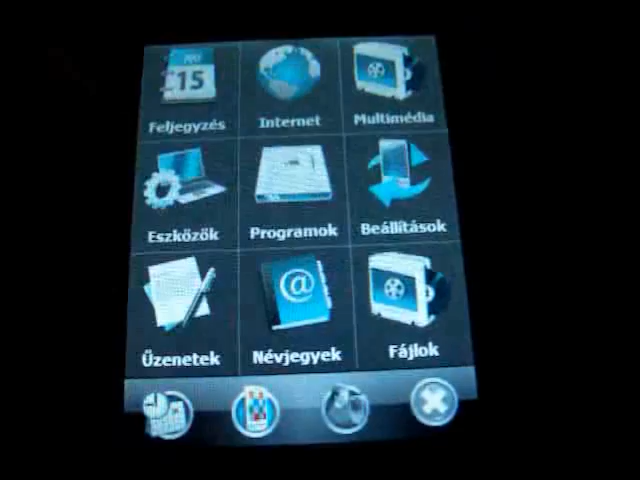 15
Feljegyzés
Internet
Multimédia
Eszközök
Programok
Beállítások
@
Üzenetek
Névjegyek
Fájlok